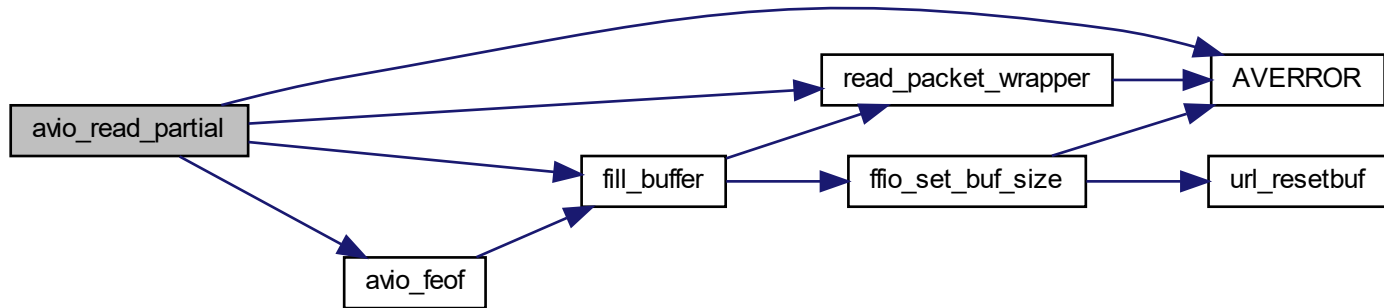 avio_read_partial
read_packet_wrapper
AVERROR
fill_buffer
ffio_set_buf_size
url_resetbuf
avio_feof